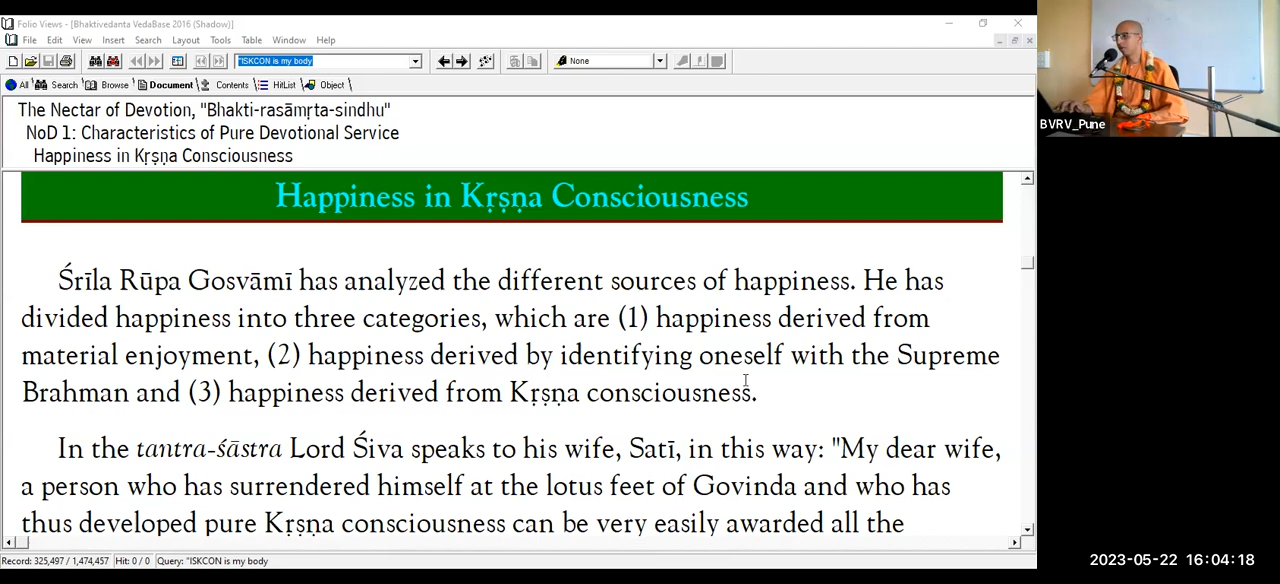 Folio Views - [Bhaktivedanta VedaBase 2016 (Shadow)]
File Edit View Insert Search Layout Tools Table Window Help
"ISKCON is my body
None
All Search Browse Document Contents HitList Object
The Nectar of Devotion, "Bhakti-rasāmṛta-sindhu"
NoD 1: Characteristics of Pure Devotional Service
Happiness in Kṛṣṇa Consciousness
BVRV_Pune
Happiness in Kṛṣṇa Consciousness
Śrīla Rūpa Gosvāmī has analyzed the different sources of happiness. He has
divided happiness into three categories, which are (1) happiness derived from
material enjoyment, (2) happiness derived by identifying oneself with the Supreme
Brahman and (3) happiness derived from Kṛṣṇa consciousness.
In the tantra-śāstra Lord Śiva speaks to his wife, Satī, in this way: "My dear wife,
a person who has surrendered himself at the lotus feet of Govinda and who has
thus developed pure Kṛṣṇa consciousness can be very easily awarded all the
Record: 325,497 / 1,474,457 Hit: 0 / 0 Query: "ISKCON is my body
2023-05-22 16:04:18